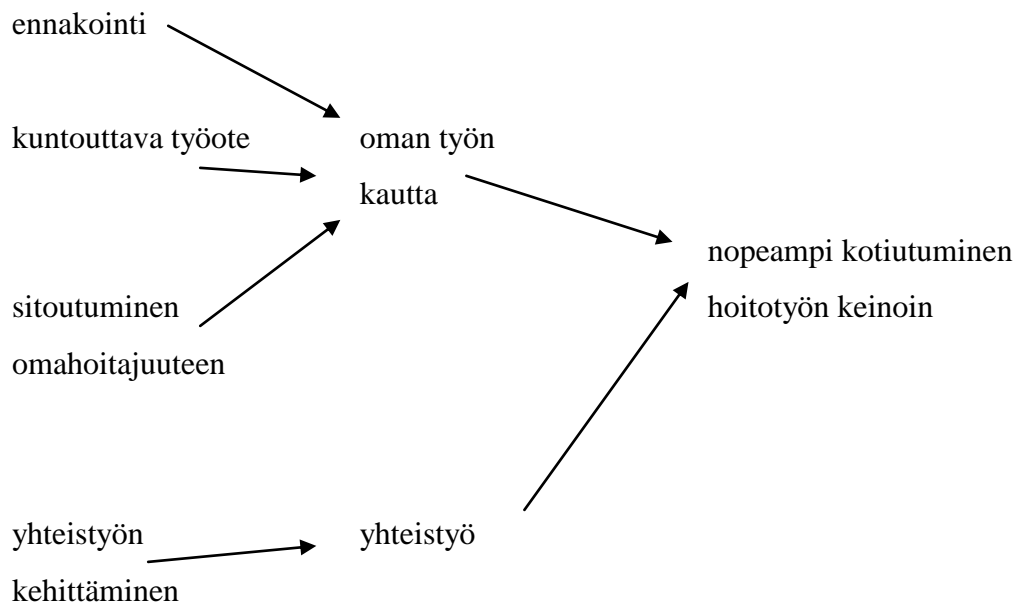 ennakointi
kuntouttava työote
oman työn
kautta
sitoutuminen
omahoitajuuteen
nopeampi kotiutuminen
hoitotyön keinoin
yhteistyön
kehittäminen
yhteistyö